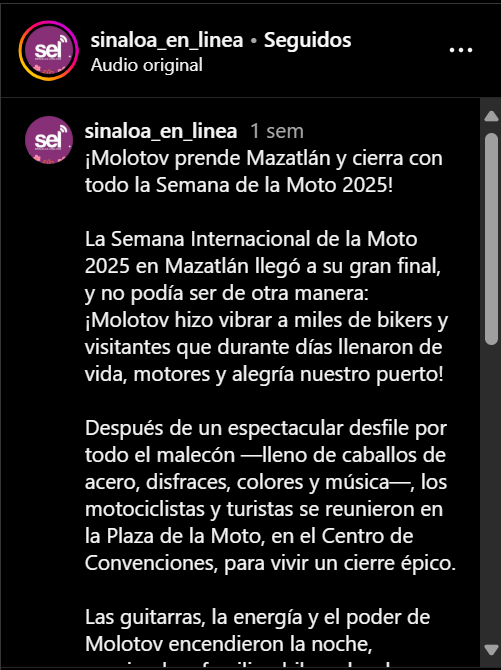 sel
sinaloa_en_linea • Seguidos
Audio original
sel
sinaloa_en_linea 1 sem
¡Molotov prende Mazatlán y cierra con
todo la Semana de la Moto 2025!
La Semana Internacional de la Moto
2025 en Mazatlán llegó a su gran final,
y no podía ser de otra manera:
¡Molotov hizo vibrar a miles de bikers y
visitantes que durante días llenaron de
vida, motores y alegría nuestro puerto!
Después de un espectacular desfile por
todo el malecón —lleno de caballos de
acero, disfraces, colores y música—, los
motociclistas y turistas se reunieron en
la Plaza de la Moto, en el Centro de
Convenciones, para vivir un cierre épico.
Las guitarras, la energía y el poder de
Molotov encendieron la noche,